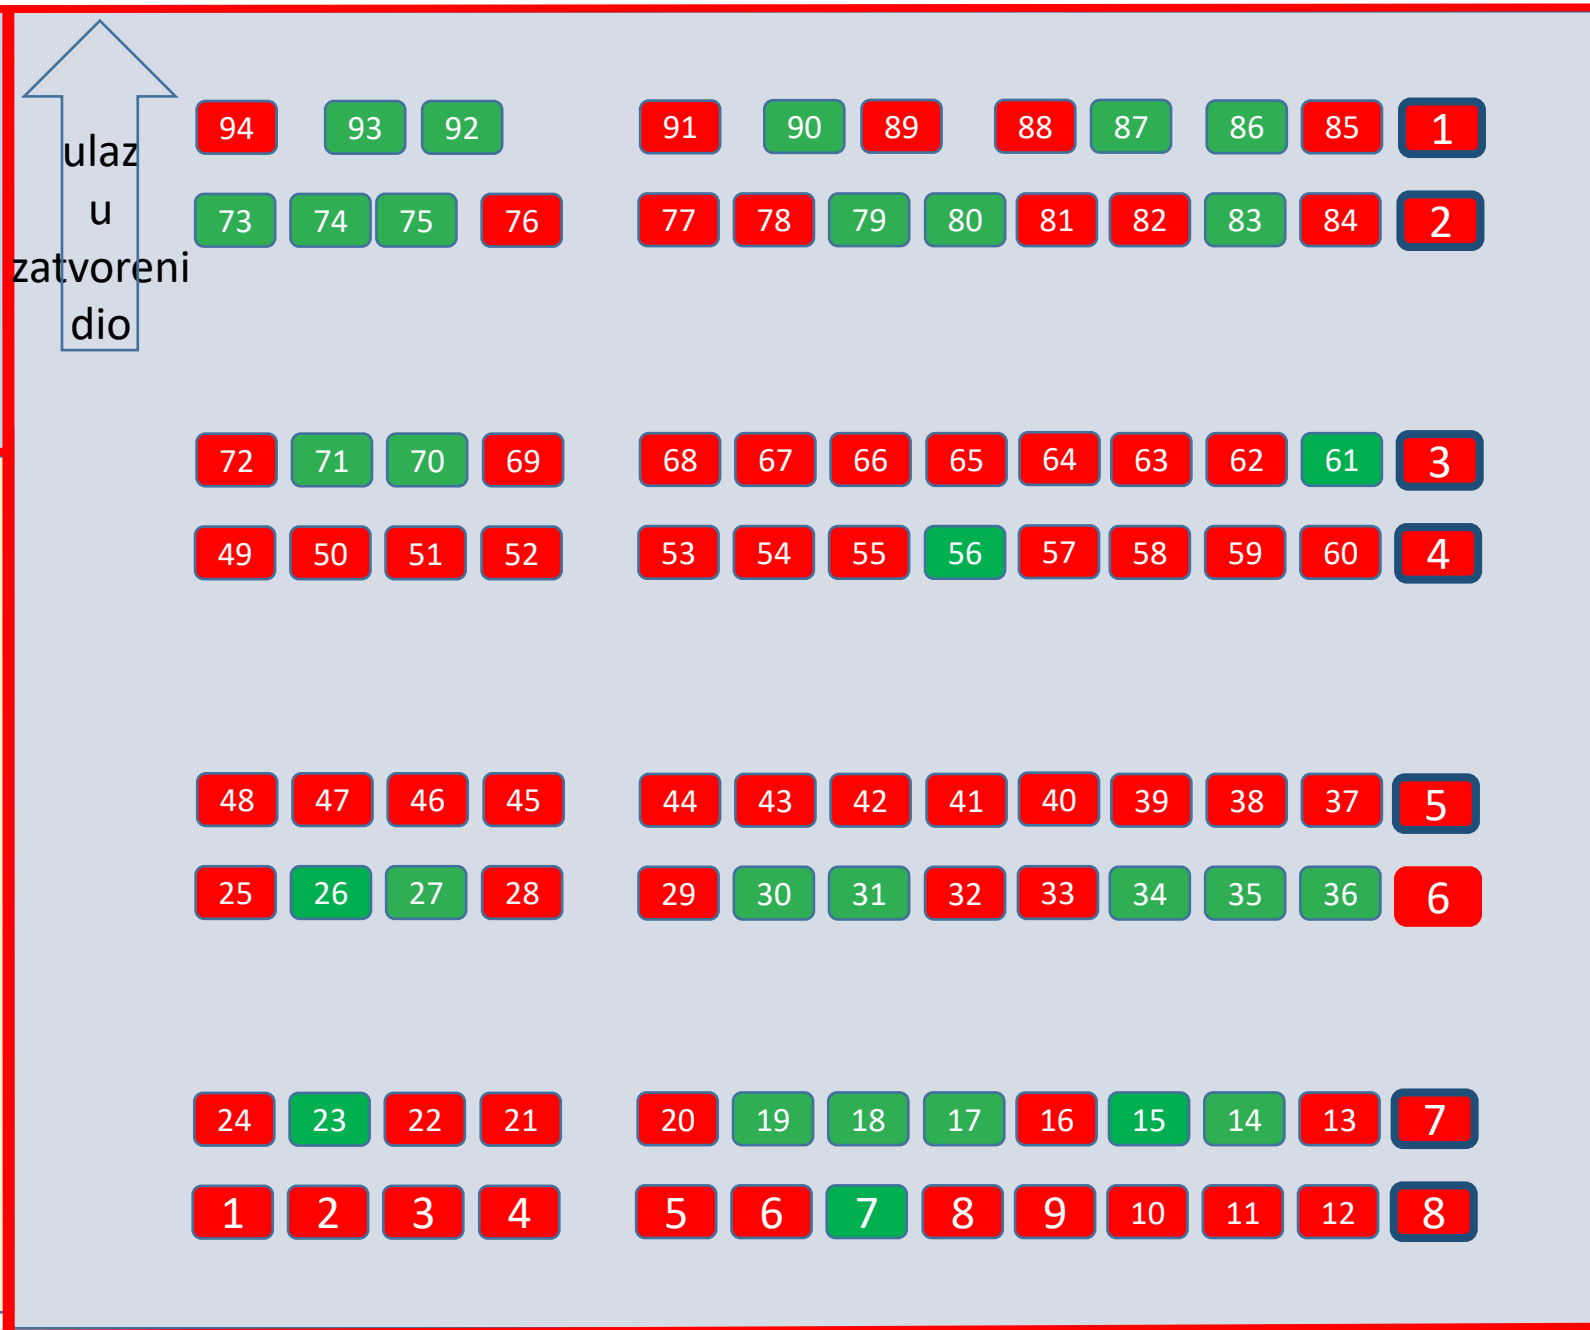 94 93 92 91 90 89 88 87 86 85 1
ulaz
u
zatvoreni
dio
73 74 75 76 77 78 79 80 81 82 83 84 2
72 71 70 69 68 67 66 65 64 63 62 61 3
49 50 51 52 53 54 55 56 57 58 59 60 4
48 47 46 45 44 43 42 41 40 39 38 37 5
25 26 27 28 29 30 31 32 33 34 35 36 6
24 23 22 21 20 19 18 17 16 15 14 13 7
1 2 3 4 5 6 7 8 9 10 11 12 8